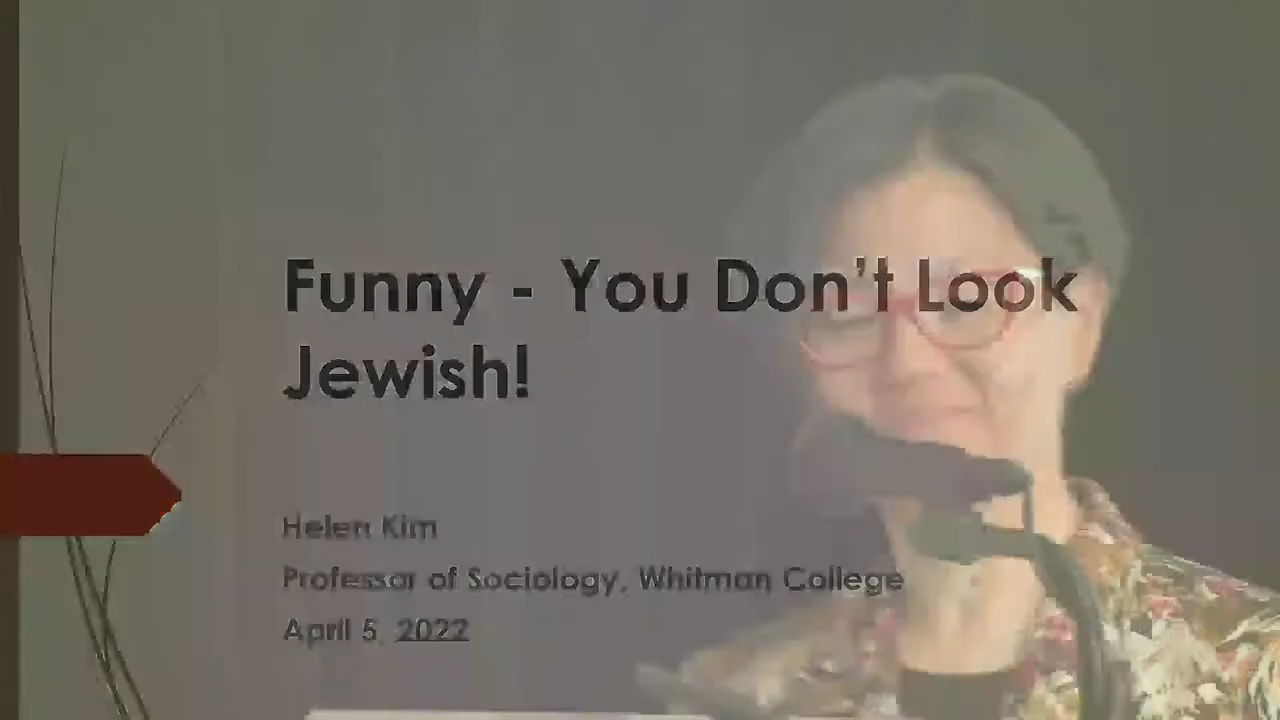 Funny - You Don't Look
Jewish!
Helen Kim
Professor of Sociology, Whitman College
April 5, 2022